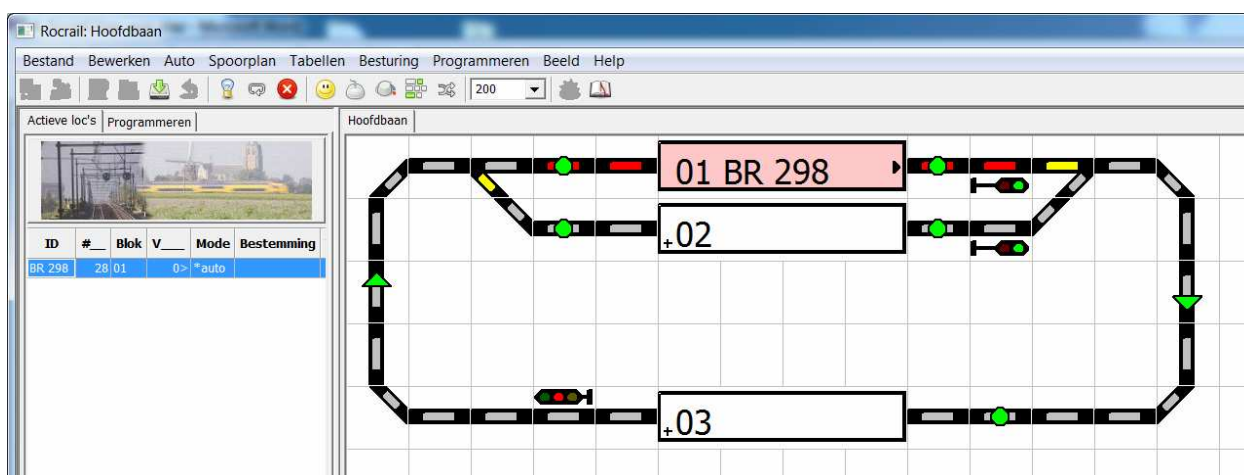 Rocrail: Hoofdbaan
Bestand Bewerken Auto Spoorplan Tabellen Besturing Programmeren Beeld Help
200
Actieve loc's Programmeren
Hoofdbaan
ID #__ Blok V___ Mode Bestemming
BR 298 28 01 0> *auto
01 BR 298
+02
+03